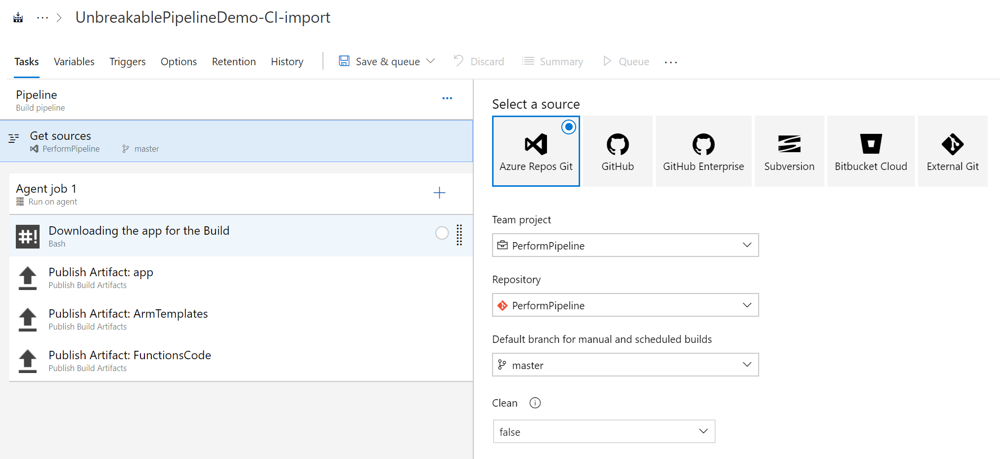 UnbreakablePipelineDemo-CI-import
Tasks Variables Triggers Options Retention History Save & queue Discard Summary Queue
Pipeline
Build pipeline
Get sources
PerformPipeline master
Agent job 1
Run on agent
#! Downloading the app for the Build
Bash
Publish Artifact: app
Publish Build Artifacts
Publish Artifact: ArmTemplates
Publish Build Artifacts
Publish Artifact: FunctionsCode
Publish Build Artifacts
Select a source
Azure Repos Git GitHub GitHub Enterprise Subversion Bitbucket Cloud External Git
Team project
PerformPipeline
Repository
PerformPipeline
Default branch for manual and scheduled builds
master
Clean
false